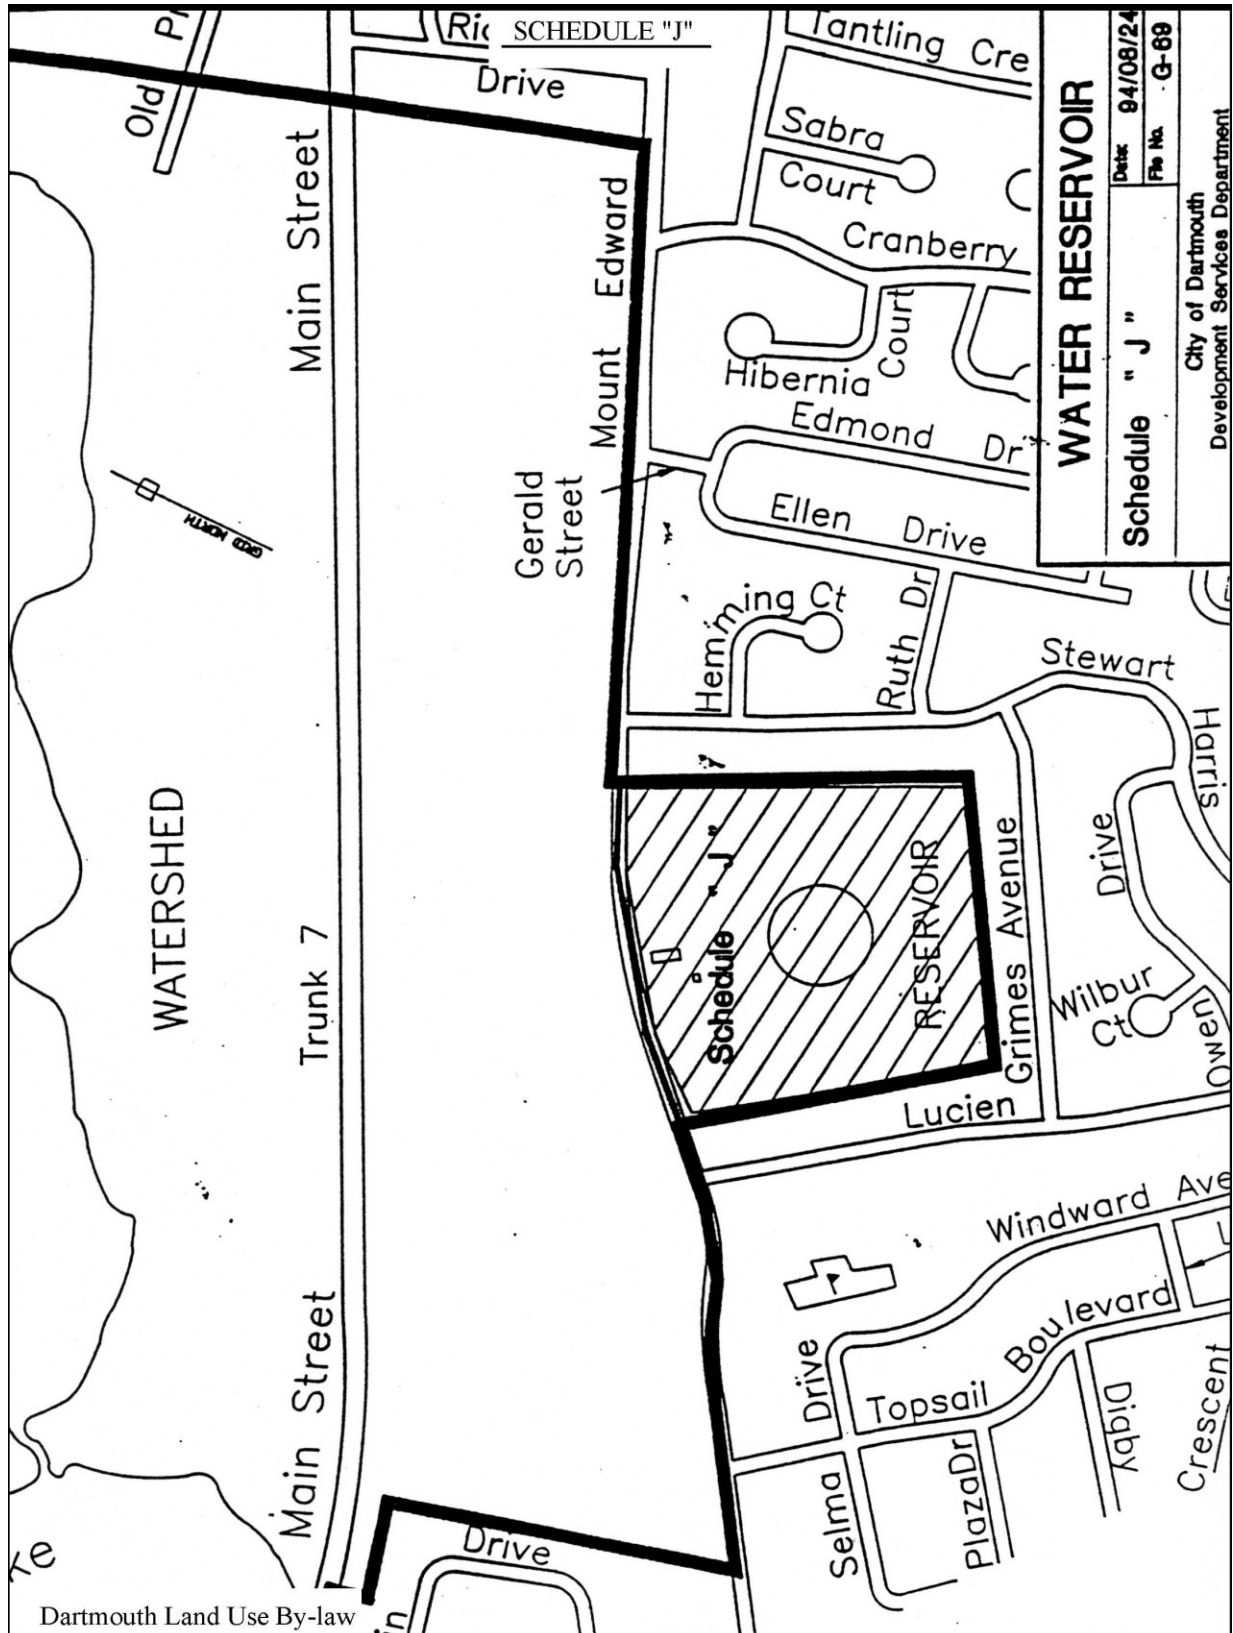 SCHEDULE "J"
Old
Drive
Tantling Cre
Sabra
Court
Main Street
Mount Edward
Cranberry
Hibernia
Court
Edmond Dr
Gerald
Street
Ellen Drive
GRID NORTH
Hemming Ct
Ruth Dr
Stewart
Harris
WATERSHED
Trunk 7
Schedule "J"
RESERVOIR
Grimes Avenue
Drive
Wilbur
Ct
Owen
Lucien
Windward Ave
Main Street
Drive
Boulevard
Topsail
Digby
Crescent
Selma
PlazaDr
Drive
WATER RESERVOIR
Schedule "J"
Date: 94/08/24
File No. G-69
City of Dartmouth
Development Services Department
Dartmouth Land Use By-law